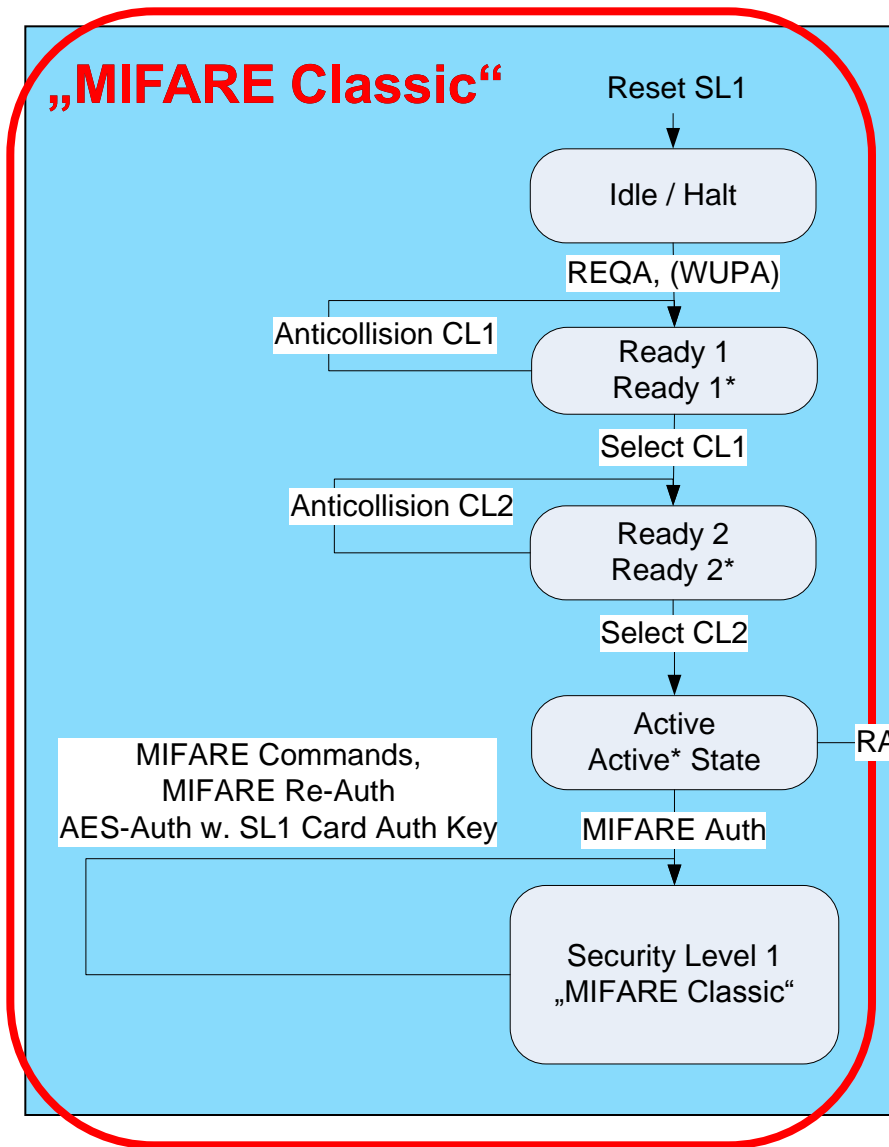 „MIFARE Classic“
Reset SL1
Idle / Halt
REQA, (WUPA)
Anticollision CL1
Ready 1
Ready 1*
Select CL1
Anticollision CL2
Ready 2
Ready 2*
Select CL2
Active
Active* State
RA
MIFARE Commands,
MIFARE Re-Auth
AES-Auth w. SL1 Card Auth Key
MIFARE Auth
Security Level 1
„MIFARE Classic“